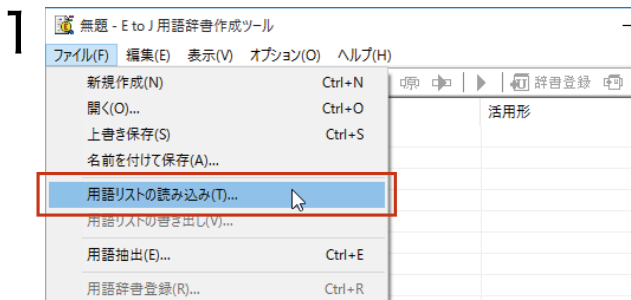 1
無題 - E to J 用語辞書作成ツール
ファイル(F) 編集(E) 表示(V) オプション(O) ヘルプ(H)
新規作成(N) Ctrl+N
辞書登録
開く(O)... Ctrl+O
活用形
上書き保存(S) Ctrl+S
名前を付けて保存(A)...
用語リストの読み込み(T)...
用語リストの書き出し(V)...
用語抽出(E)... Ctrl+E
用語辞書登録(R)... Ctrl+R